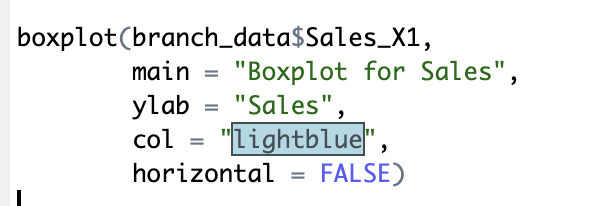 boxplot(branch_data$Sales_X1,
        main = "Boxplot for Sales",
        ylab = "Sales",
        col = "lightblue",
        horizontal = FALSE)